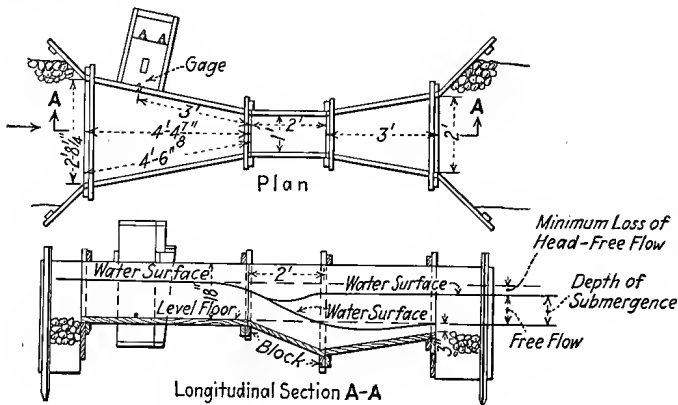 Gage
A
A
3'
4'-4 7/8"
2'
1'
3'
2'
2'-8 1/4"
4'-6"
Plan
Minimum Loss of
Head-Free Flow
Water Surface
2'
Water Surface
Depth of
Submergence
Water Surface
Level Floor
Free Flow
Block
3"
Longitudinal Section A-A